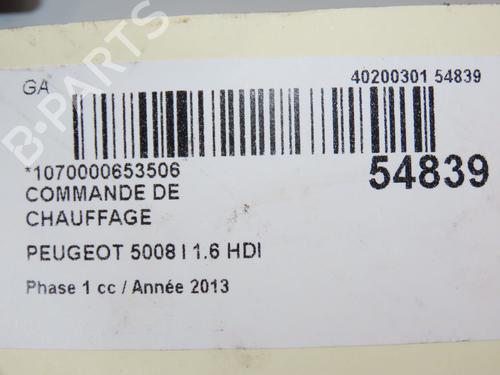 GA
40200301 54839
*1070000653506
54839
COMMANDE DE
CHAUFFAGE
PEUGEOT 5008 I 1.6 HDI
Phase 1 cc / Année 2013
B-PARTS